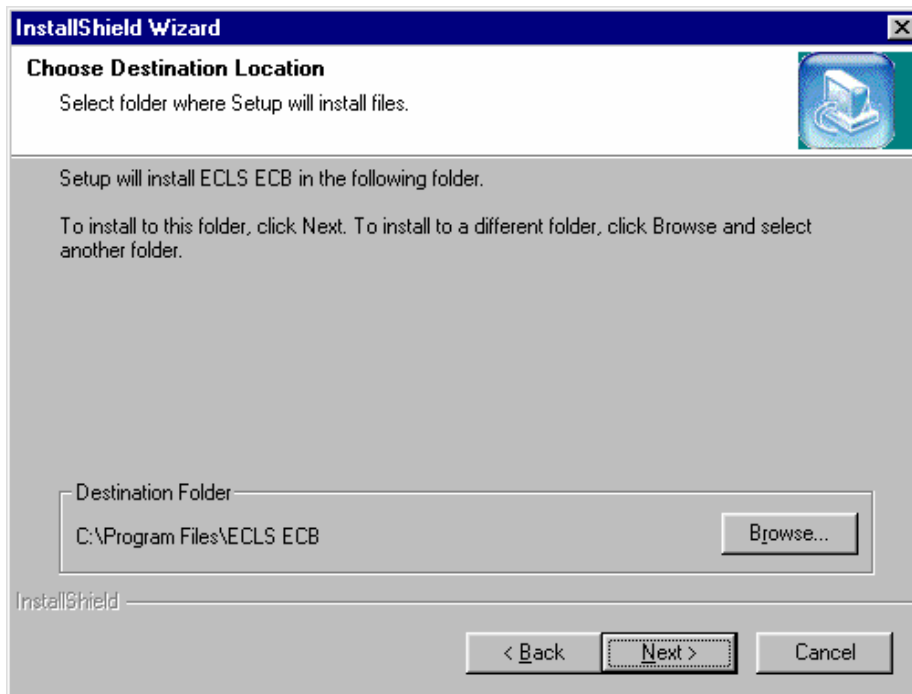 InstallShield Wizard
Choose Destination Location
Select folder where Setup will install files.
Setup will install ECLS ECB in the following folder.
To install to this folder, click Next. To install to a different folder, click Browse and select
another folder.
Destination Folder
C:\Program Files\ECLS ECB
Browse...
InstallShield
< Back
Next >
Cancel